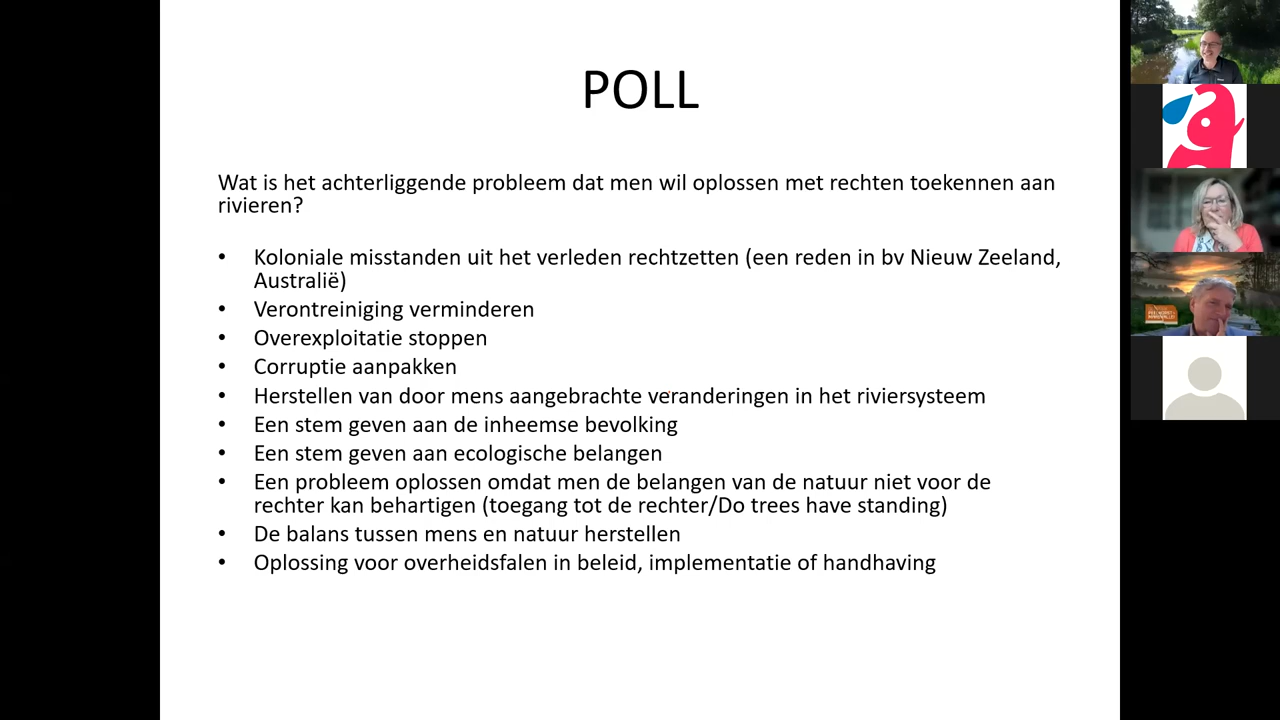 POLL
Wat is het achterliggende probleem dat men wil oplossen met rechten toekennen aan
rivieren?
• Koloniale misstanden uit het verleden rechtzetten (een reden in bv Nieuw Zeeland,
Australië)
• Verontreiniging verminderen
• Overexploitatie stoppen
• Corruptie aanpakken
• Herstellen van door mens aangebrachte veranderingen in het riviersysteem
• Een stem geven aan de inheemse bevolking
• Een stem geven aan ecologische belangen
• Een probleem oplossen omdat men de belangen van de natuur niet voor de
rechter kan behartigen (toegang tot de rechter/Do trees have standing)
• De balans tussen mens en natuur herstellen
• Oplossing voor overheidsfalen in beleid, implementatie of handhaving